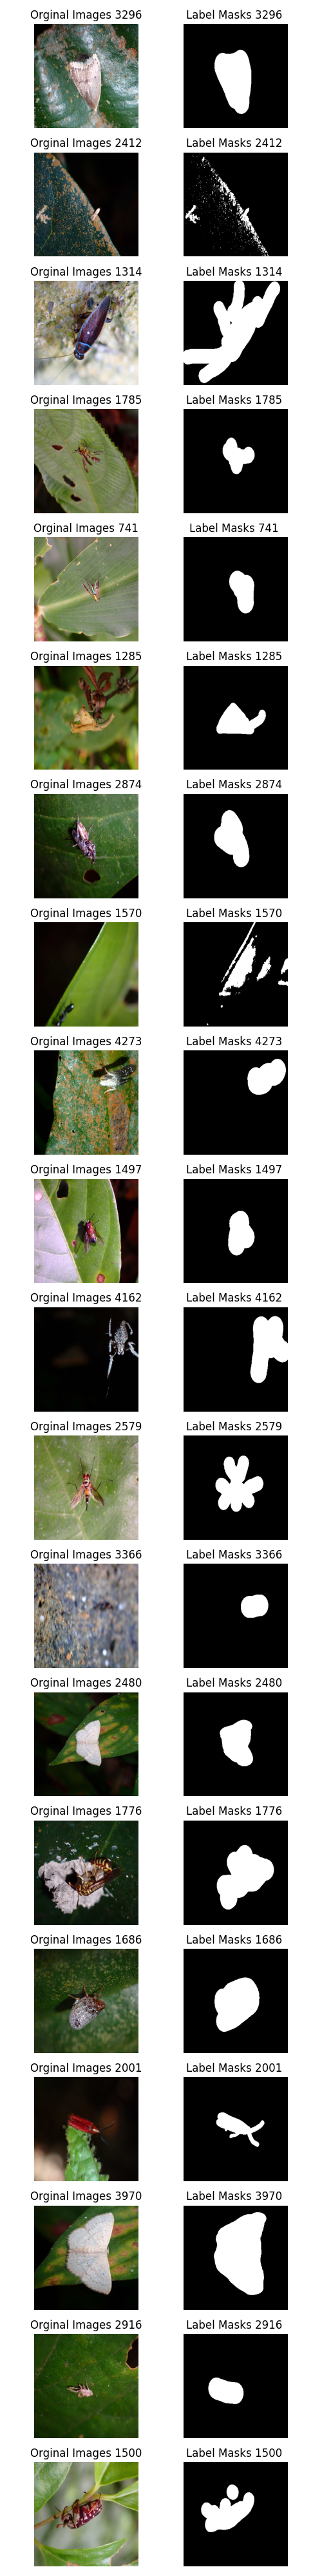 Orginal Images 3296 Label Masks 3296
Orginal Images 2412 Label Masks 2412
Orginal Images 1314 Label Masks 1314
Orginal Images 1785 Label Masks 1785
Orginal Images 741 Label Masks 741
Orginal Images 1285 Label Masks 1285
Orginal Images 2874 Label Masks 2874
Orginal Images 1570 Label Masks 1570
Orginal Images 4273 Label Masks 4273
Orginal Images 1497 Label Masks 1497
Orginal Images 4162 Label Masks 4162
Orginal Images 2579 Label Masks 2579
Orginal Images 3366 Label Masks 3366
Orginal Images 2480 Label Masks 2480
Orginal Images 1776 Label Masks 1776
Orginal Images 1686 Label Masks 1686
Orginal Images 2001 Label Masks 2001
Orginal Images 3970 Label Masks 3970
Orginal Images 2916 Label Masks 2916
Orginal Images 1500 Label Masks 1500